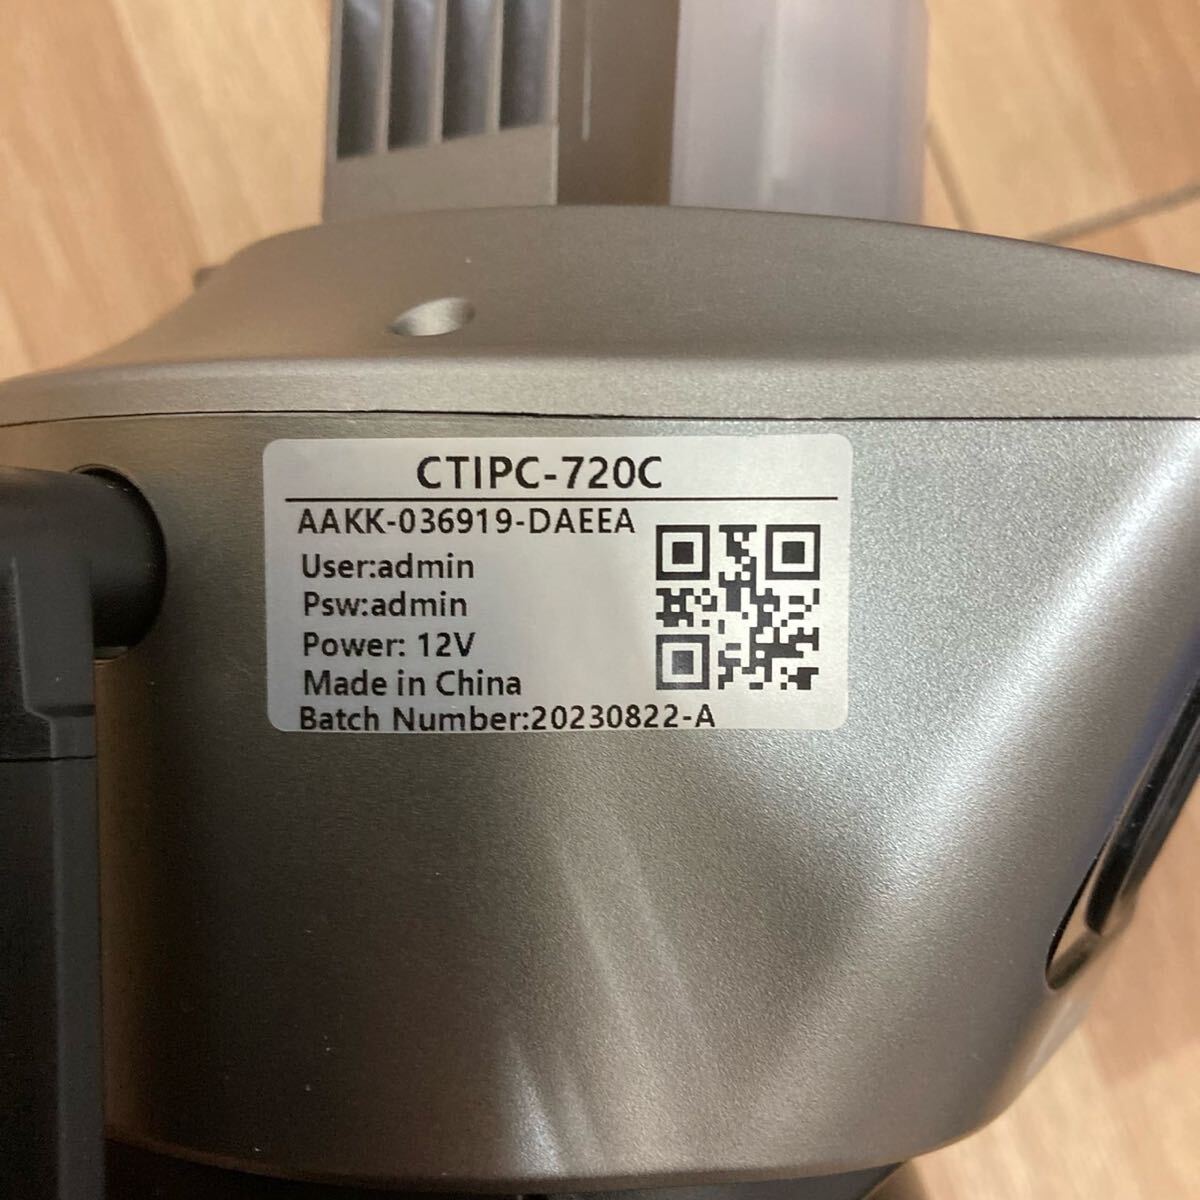 CTIPC-720C
AAKK-036919-DAEEA
User:admin
Psw:admin
Power: 12V
Made in China
Batch Number:20230822-A